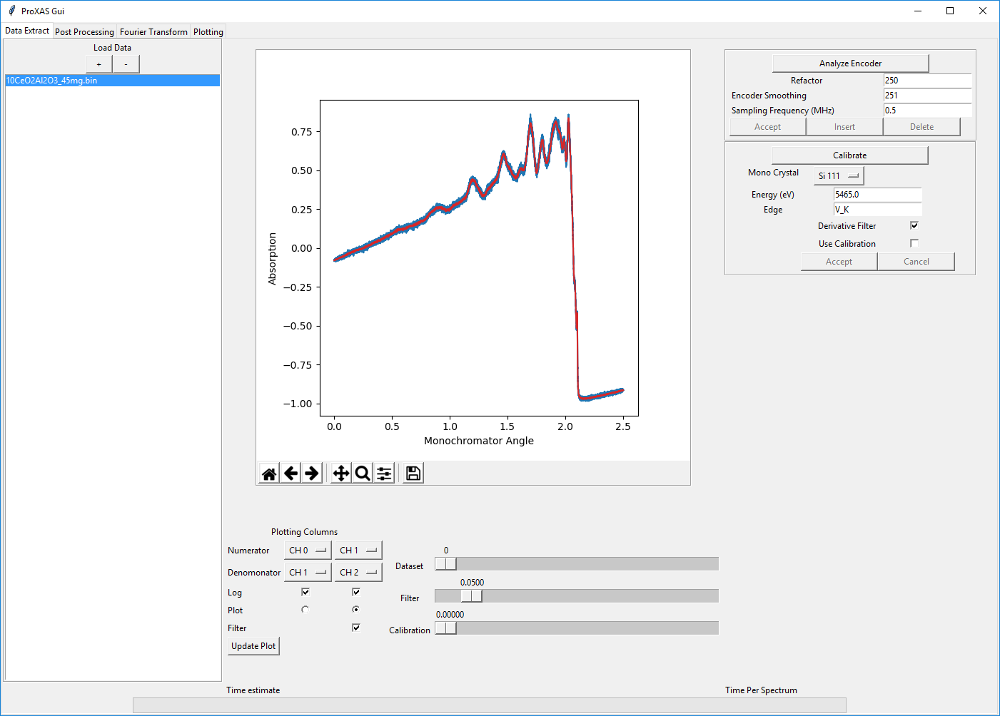 ProXAS Gui
Data Extract Post Processing Fourier Transform Plotting
Load Data
+ -
10CeO2Al2O3_45mg.bin
0.75
0.50
0.25
0.00
−0.25
−0.50
−0.75
−1.00
Absorption
0.0 0.5 1.0 1.5 2.0 2.5
Monochromator Angle
Analyze Encoder
Refactor 250
Encoder Smoothing 251
Sampling Frequency (MHz) 0.5
Accept Insert Delete
Calibrate
Mono Crystal Si 111
Energy (eV) 5465.0
Edge V_K
Derivative Filter
Use Calibration
Accept Cancel
Plotting Columns
Numerator CH 0 CH 1
Denomonator CH 1 CH 2
Log
Plot
Filter
Update Plot
0
Dataset
0.0500
Filter
0.00000
Calibration
Time estimate
Time Per Spectrum